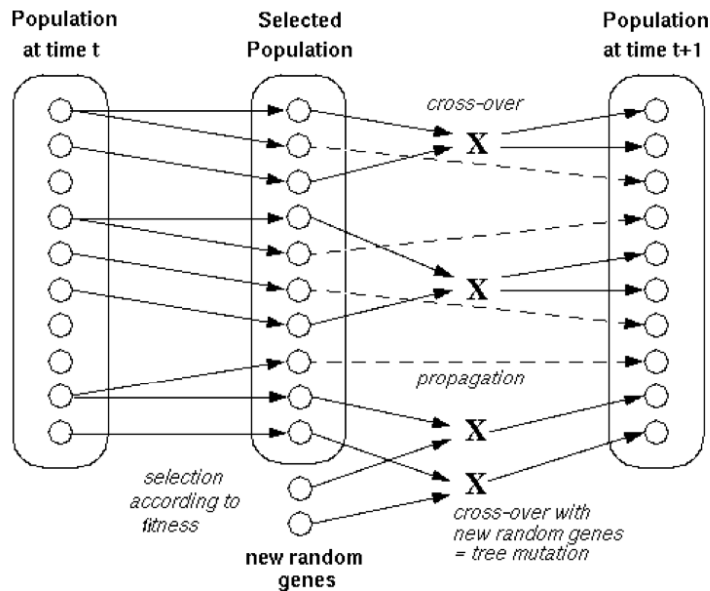 Population
at time t
Selected
Population
Population
at time t+1
cross-over
X
X
propagation
X
X
selection
according to
fitness
cross-over with
new random genes
= tree mutation
new random
genes